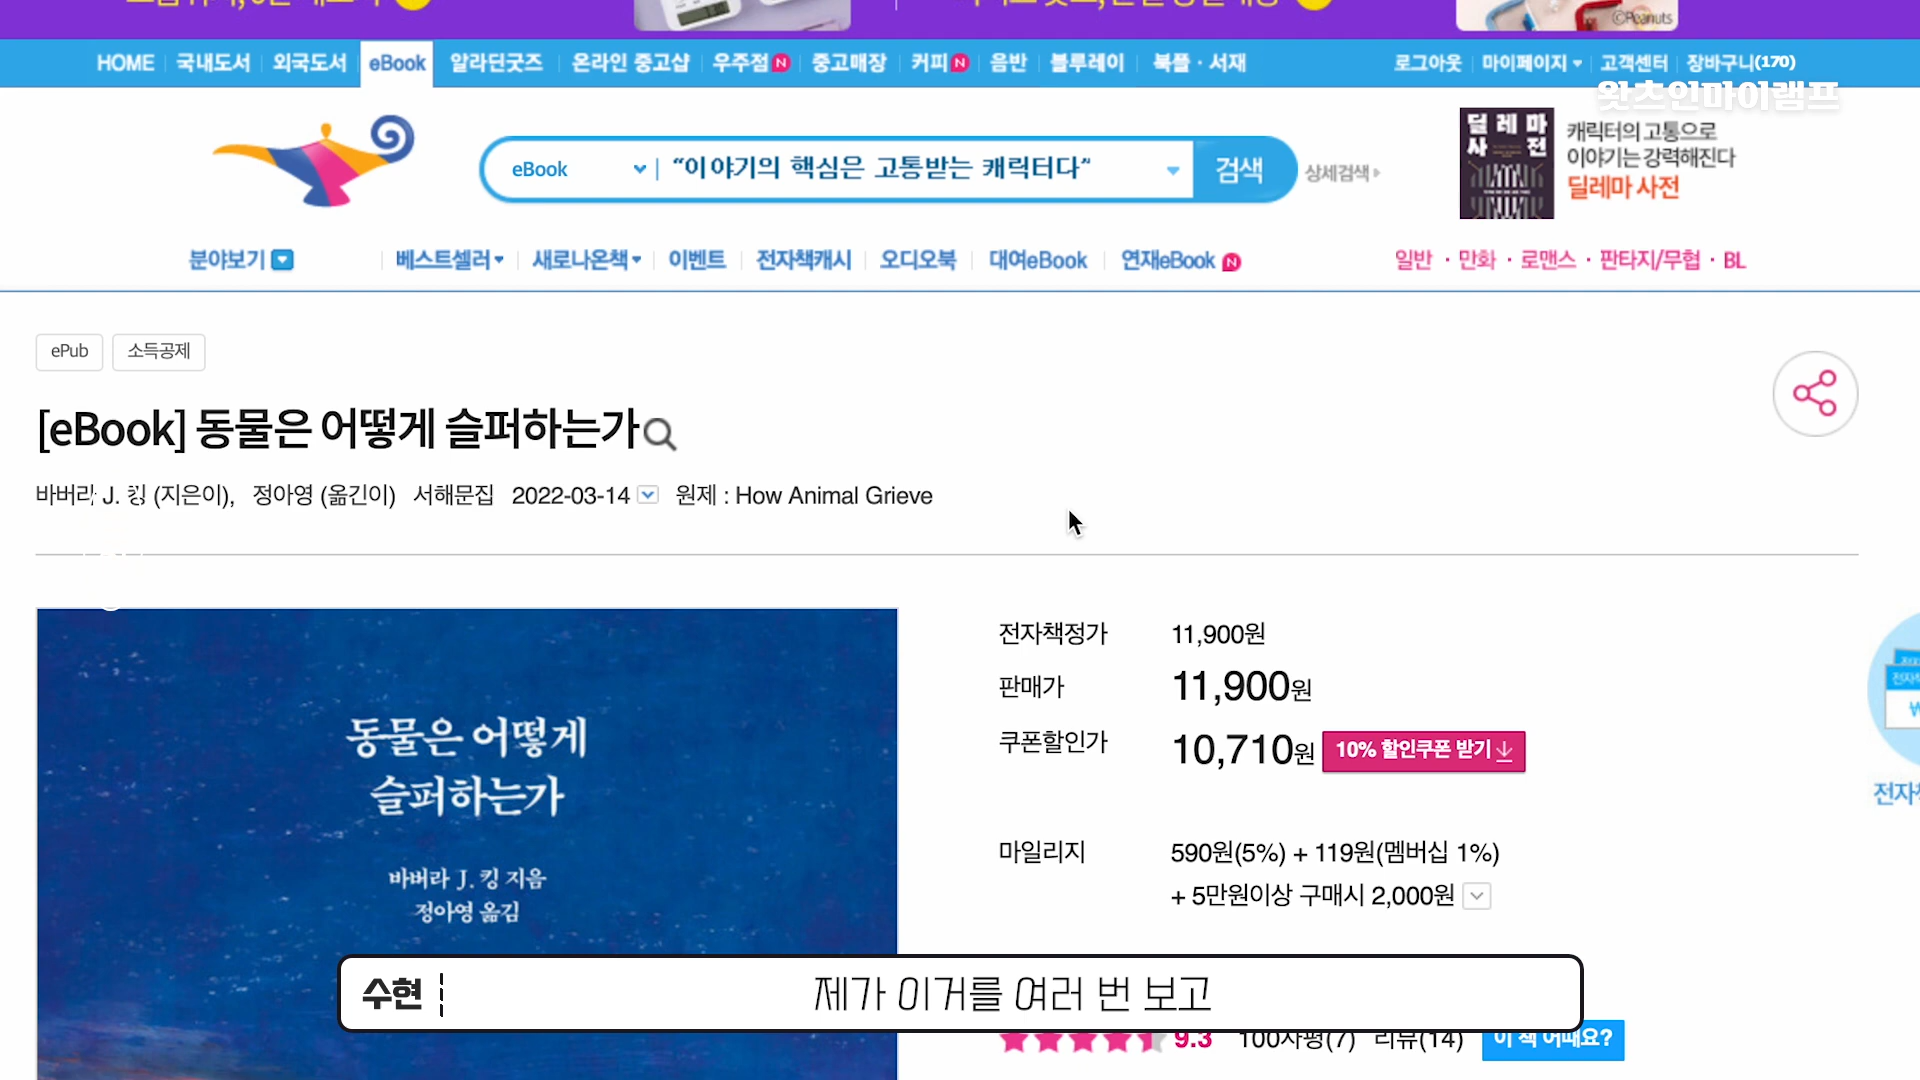 ©Peanuts
HOME 국내도서 외국도서 eBook 알라딘굿즈 온라인 중고샵 우주점 N 중고매장 커피 N 음반 블루레이 북플 · 서재 로그아웃 마이페이지 고객센터 장바구니(170)
왓츠인마이램프
eBook "이야기의 핵심은 고통받는 캐릭터다" 검색 상세검색
딜레마 사전
캐릭터의 고통으로
이야기는 강력해진다
딜레마 사전
분야보기 베스트셀러 새로나온책 이벤트 전자책캐시 오디오북 대여eBook 연재eBook N 일반 · 만화 · 로맨스 · 판타지/무협 · BL
ePub 소득공제
[eBook] 동물은 어떻게 슬퍼하는가
바버라 J. 킹 (지은이), 정아영 (옮긴이) 서해문집 2022-03-14 원제 : How Animal Grieve
동물은 어떻게
슬퍼하는가
바버라 J. 킹 지음
정아영 옮김
전자책정가 11,900원
판매가 11,900원
쿠폰할인가 10,710원 10% 할인쿠폰 받기
마일리지 590원(5%) + 119원(멤버십 1%)
+ 5만원이상 구매시 2,000원
수현 제가 이거를 여러 번 보고
9.3 100자평(7) 리뷰(14) 이 책 어때요?